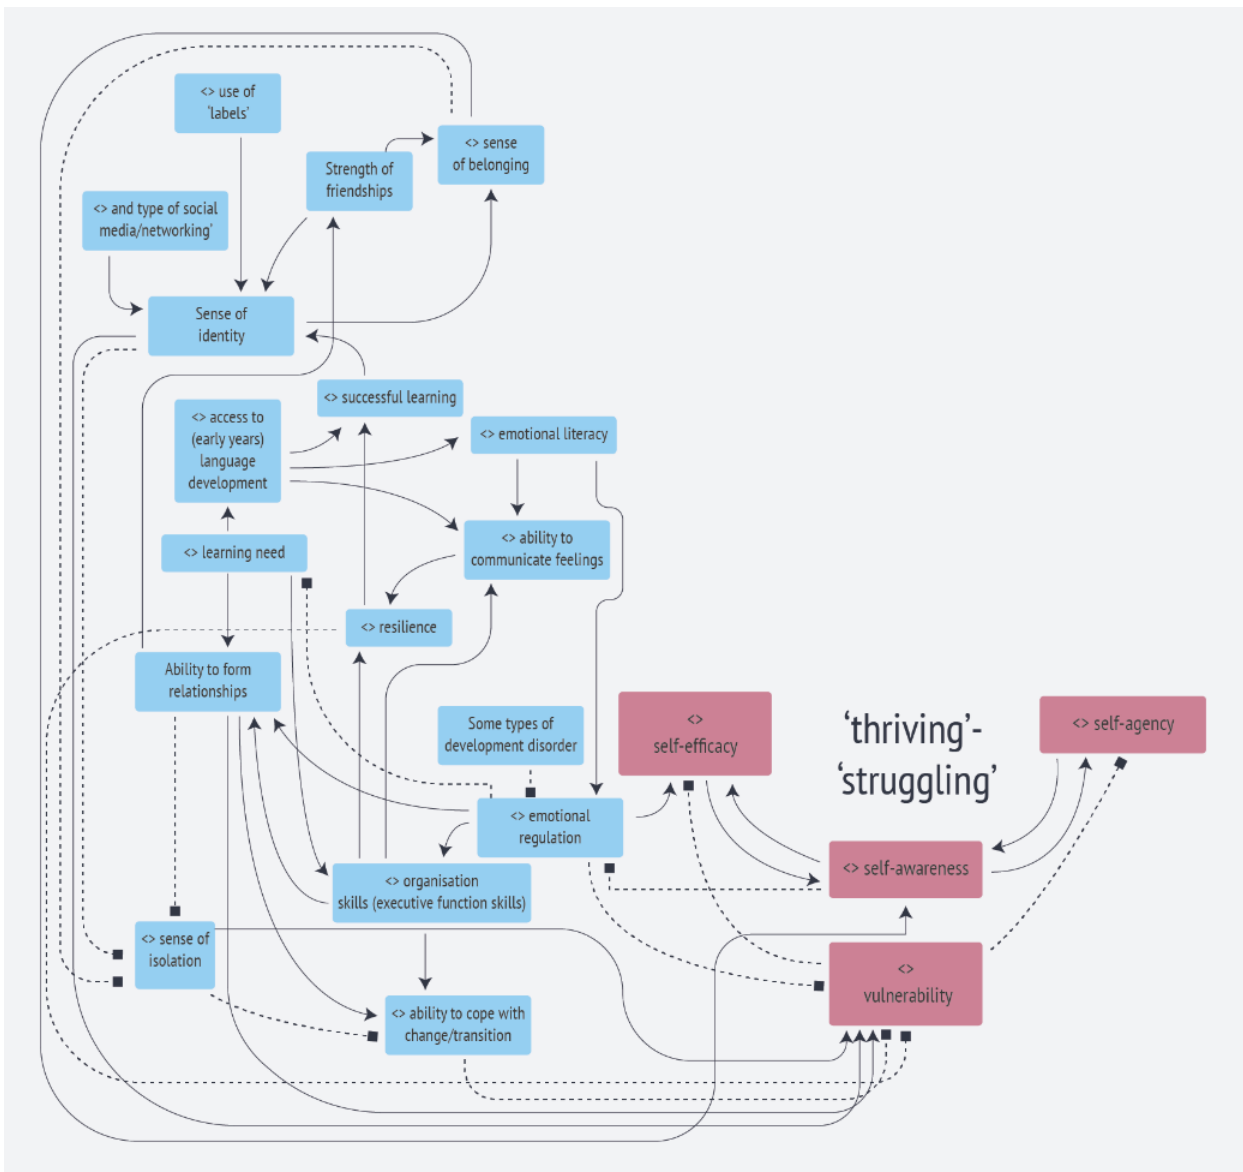 <> use of
‘labels’
<> sense
of belonging
Strength of
friendships
<> and type of social
media/networking’
Sense of
identity
<> successful learning
<> access to
(early years)
language
development
<> emotional literacy
<> ability to
communicate feelings
<> learning need
<> resilience
Ability to form
relationships
Some types of
development disorder
<>
self-efficacy
‘thriving’-
‘struggling’
<> self-agency
<> emotional
regulation
<> self-awareness
<> organisation
skills (executive function skills)
<> sense of
isolation
<>
vulnerability
<> ability to cope with
change/transition